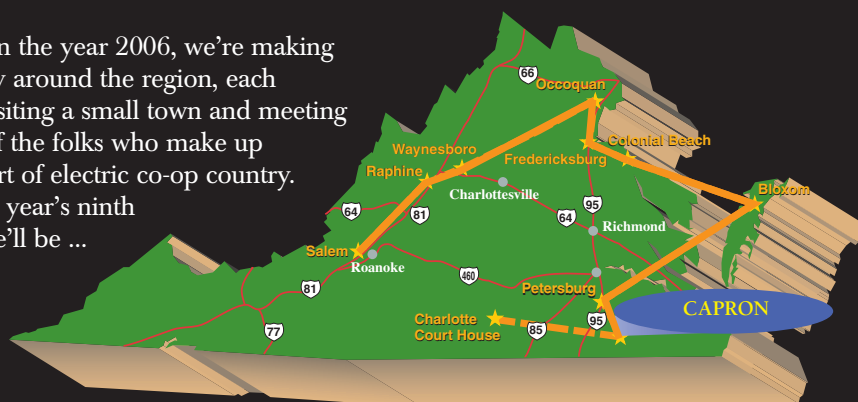 n the year 2006, we're making
y around the region, each
siting a small town and meeting
f the folks who make up
rt of electric co-op country.
year's ninth
e'll be ...
66
Occoquan
Waynesboro
Fredericksburg
Colonial Beach
Raphine
Charlottesville
Bloxom
64
81
64
95
Richmond
Salem
Roanoke
460
81
Petersburg
CAPRON
77
Charlotte
Court House
85
95